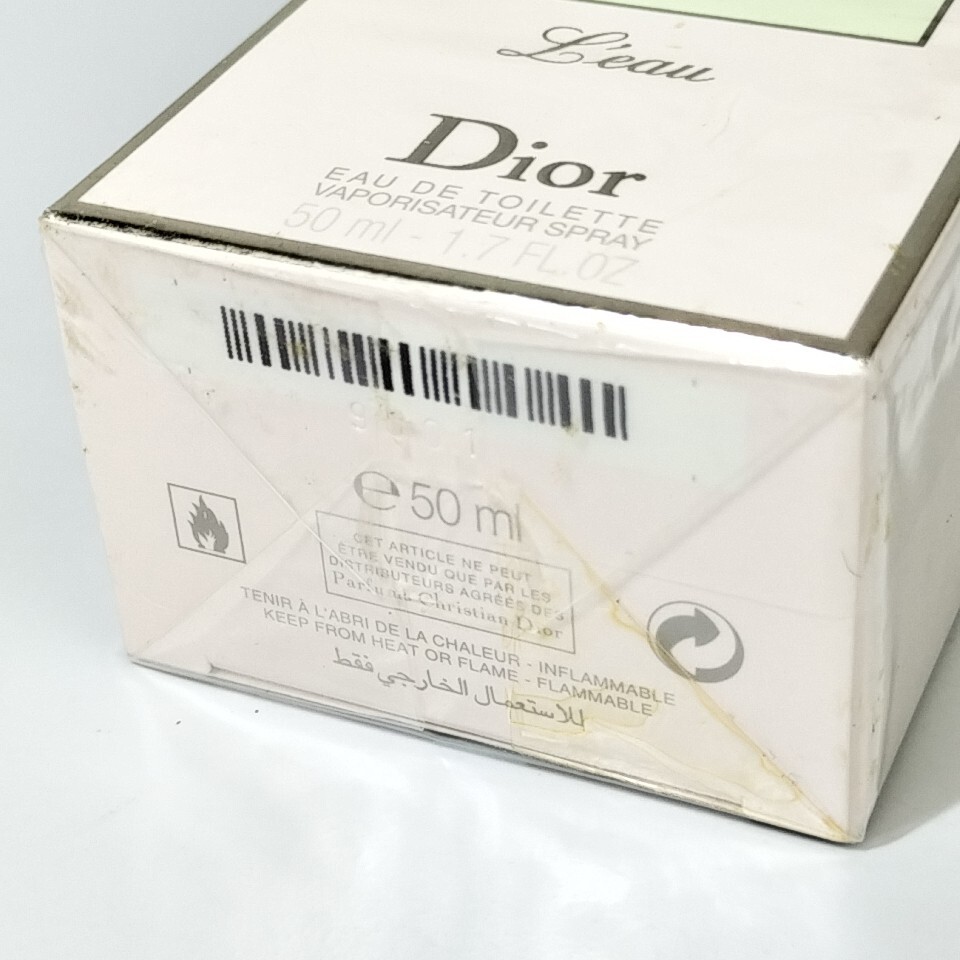 L'eau
Dior
EAU DE TOILETTE
VAPORISATEUR SPRAY
50 ml - 1.7 FL.OZ
℮ 50 ml
CET ARTICLE NE PEUT
ÊTRE VENDU QUE PAR LES
DISTRIBUTEURS AGRÉÉS DES
Parfums Christian Dior
TENIR À L'ABRI DE LA CHALEUR - INFLAMMABLE
KEEP FROM HEAT OR FLAME - FLAMMABLE
للاستعمال الخارجي فقط